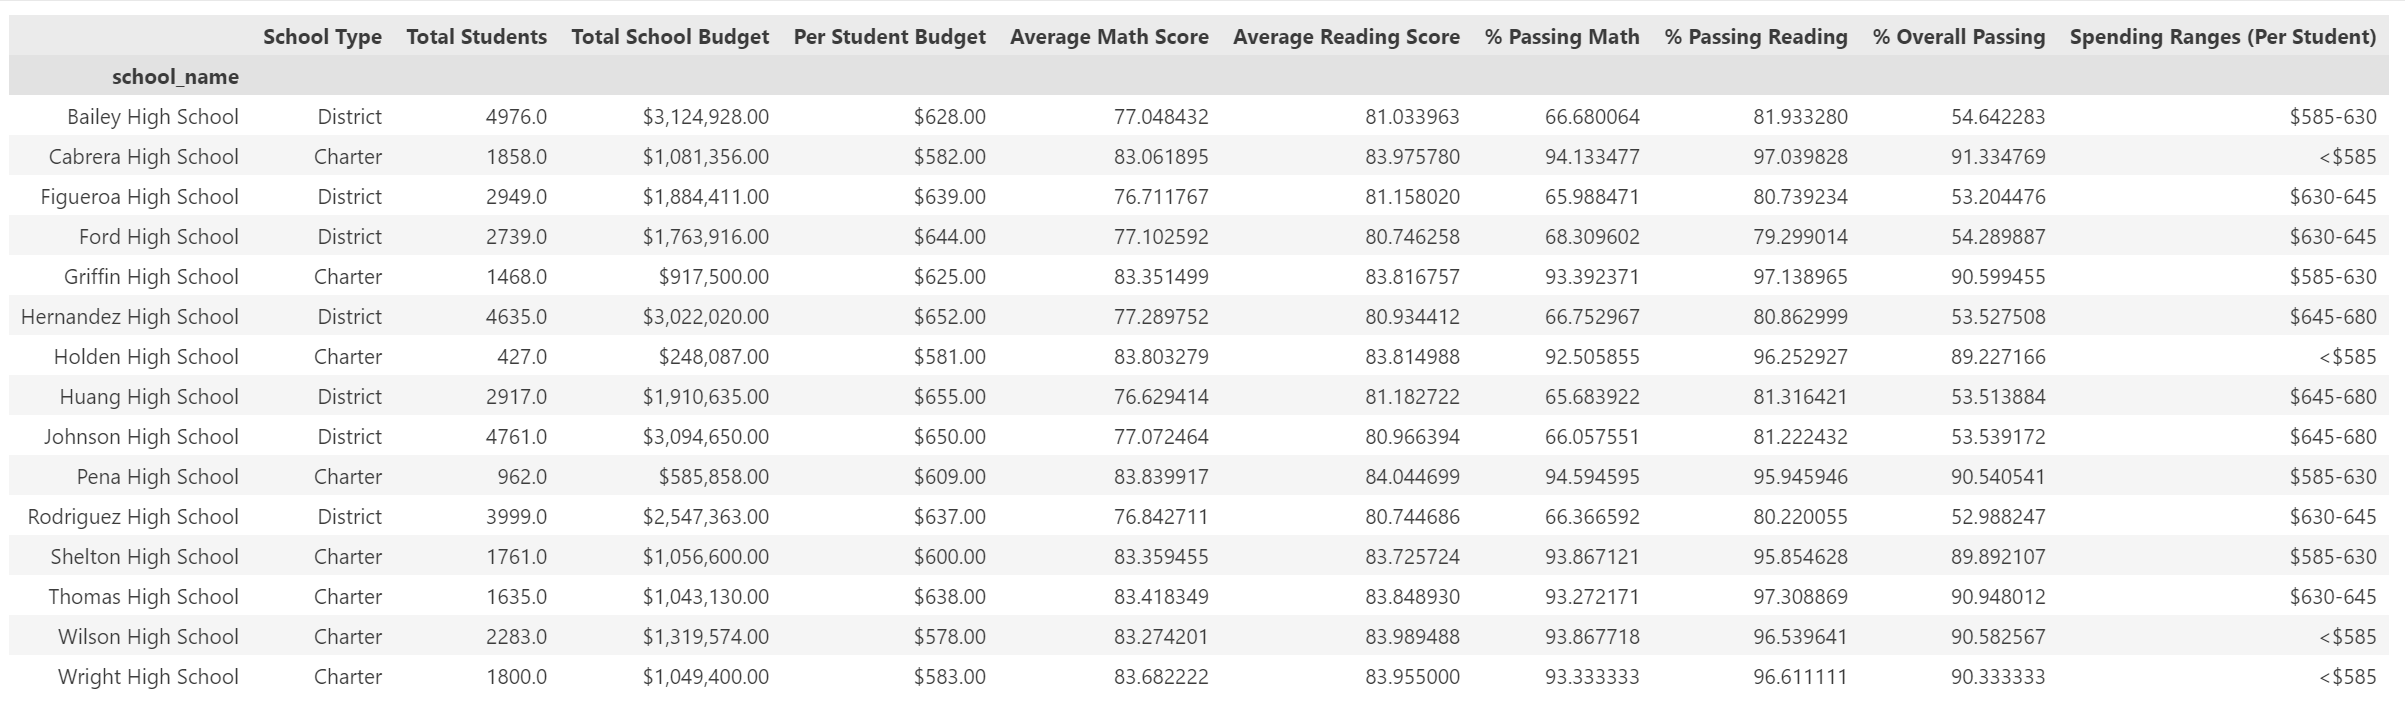 School Type Total Students Total School Budget Per Student Budget Average Math Score Average Reading Score % Passing Math % Passing Reading % Overall Passing Spending Ranges (Per Student)
school_name
Bailey High School District 4976.0 $3,124,928.00 $628.00 77.048432 81.033963 66.680064 81.933280 54.642283 $585-630
Cabrera High School Charter 1858.0 $1,081,356.00 $582.00 83.061895 83.975780 94.133477 97.039828 91.334769 <$585
Figueroa High School District 2949.0 $1,884,411.00 $639.00 76.711767 81.158020 65.988471 80.739234 53.204476 $630-645
Ford High School District 2739.0 $1,763,916.00 $644.00 77.102592 80.746258 68.309602 79.299014 54.289887 $630-645
Griffin High School Charter 1468.0 $917,500.00 $625.00 83.351499 83.816757 93.392371 97.138965 90.599455 $585-630
Hernandez High School District 4635.0 $3,022,020.00 $652.00 77.289752 80.934412 66.752967 80.862999 53.527508 $645-680
Holden High School Charter 427.0 $248,087.00 $581.00 83.803279 83.814988 92.505855 96.252927 89.227166 <$585
Huang High School District 2917.0 $1,910,635.00 $655.00 76.629414 81.182722 65.683922 81.316421 53.513884 $645-680
Johnson High School District 4761.0 $3,094,650.00 $650.00 77.072464 80.966394 66.057551 81.222432 53.539172 $645-680
Pena High School Charter 962.0 $585,858.00 $609.00 83.839917 84.044699 94.594595 95.945946 90.540541 $585-630
Rodriguez High School District 3999.0 $2,547,363.00 $637.00 76.842711 80.744686 66.366592 80.220055 52.988247 $630-645
Shelton High School Charter 1761.0 $1,056,600.00 $600.00 83.359455 83.725724 93.867121 95.854628 89.892107 $585-630
Thomas High School Charter 1635.0 $1,043,130.00 $638.00 83.418349 83.848930 93.272171 97.308869 90.948012 $630-645
Wilson High School Charter 2283.0 $1,319,574.00 $578.00 83.274201 83.989488 93.867718 96.539641 90.582567 <$585
Wright High School Charter 1800.0 $1,049,400.00 $583.00 83.682222 83.955000 93.333333 96.611111 90.333333 <$585